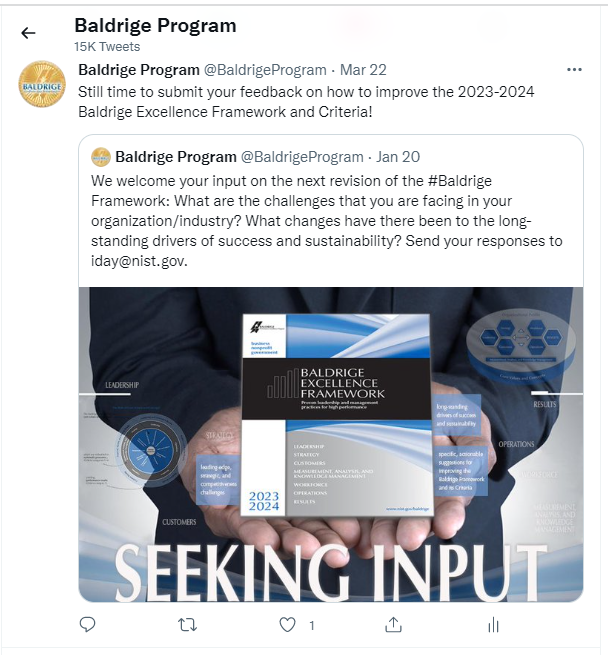 Baldrige Program
15K Tweets
BALDRIGE
Baldrige Program @BaldrigeProgram · Mar 22
Still time to submit your feedback on how to improve the 2023-2024
Baldrige Excellence Framework and Criteria!
Baldrige Program @BaldrigeProgram · Jan 20
We welcome your input on the next revision of the #Baldrige
Framework: What are the challenges that you are facing in your
organization/industry? What changes have there been to the long-
standing drivers of success and sustainability? Send your responses to
iday@nist.gov.
business
nonprofit
government
BALDRIGE
EXCELLENCE
FRAMEWORK
Proven leadership and management
practices for high performance
LEADERSHIP
STRATEGY
CUSTOMERS
MEASUREMENT, ANALYSIS, AND
KNOWLEDGE MANAGEMENT
WORKFORCE
OPERATIONS
RESULTS
2023
2024
www.nist.gov/baldrige
LEADERSHIP
STRATEGY
leading-edge,
strategic, and
competitiveness
challenges
CUSTOMERS
long-standing
drivers of success
and sustainability
specific, actionable
suggestions for
improving the
Baldrige Framework
and its Criteria
RESULTS
OPERATIONS
MEASUREMENT,
ANALYSIS, AND
KNOWLEDGE
MANAGEMENT
SEEKING INPUT
1